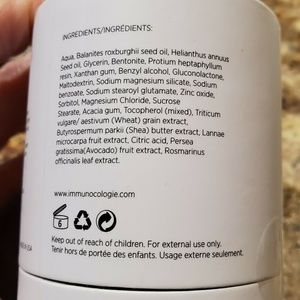 INGREDIENTS/INGRÉDIENTS:
Aqua, Balanites roxburghii seed oil, Helianthus annuus
Seed oil, Glycerin, Bentonite, Protium heptaphyllum
resin, Xanthan gum, Benzyl alcohol, Gluconolactone,
Maltodextrin, Sodium magnesium silicate, Sodium
benzoate, Sodium stearoyl glutamate, Zinc oxide,
Sorbitol, Magnesium Chloride, Sucrose
Stearate, Acacia gum, Tocopherol (mixed), Triticum
vulgare/ aestivum (Wheat) grain extract,
Butyrospermum parkii (Shea) butter extract, Lannae
microcarpa fruit extract, Citric acid, Persea
gratissima(Avocado) fruit extract, Rosmarinus
officinalis leaf extract.
www.immunocologie.com
6
Keep out of reach of children. For external use only.
Tenir hors de portée des enfants. Usage externe seulement.